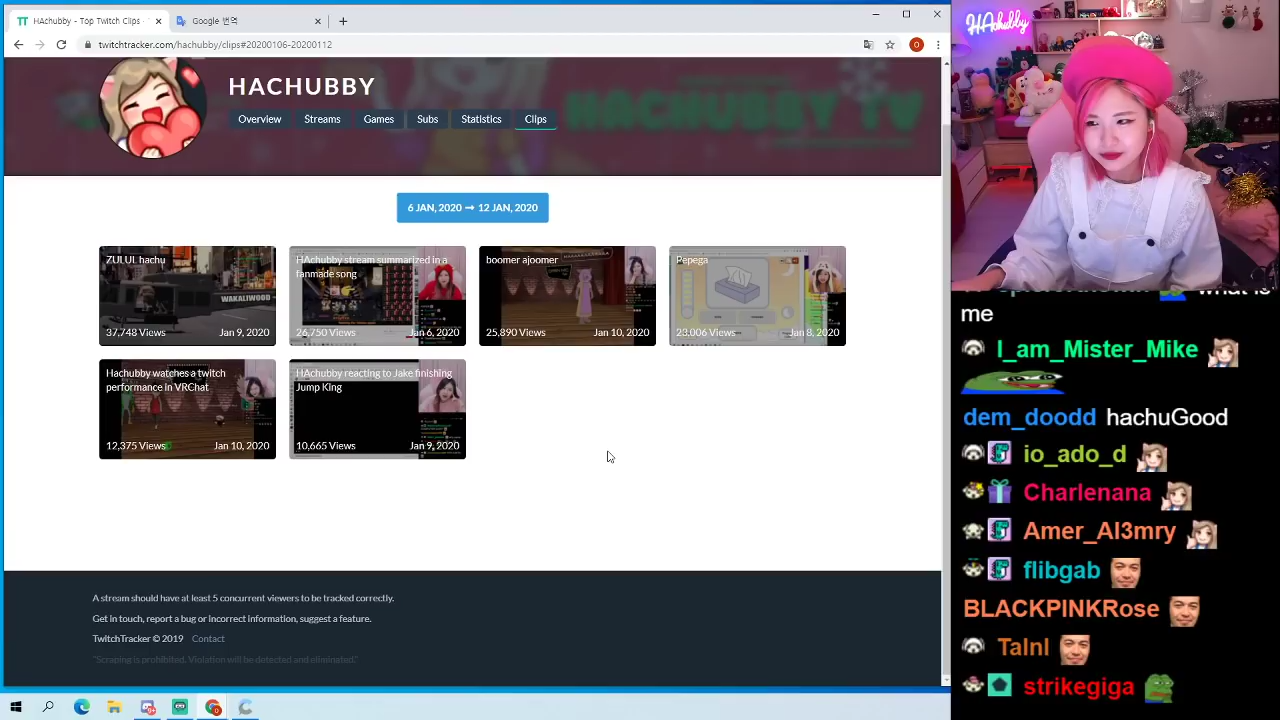 HAchubby - Top Twitch Clips -
Google 번역
twitchtracker.com/hachubby/clips#20200106-20200112
HACHUBBY
HACHUBBY TV
Overview
Streams
Games
Subs
Statistics
Clips
6 JAN, 2020 ➞ 12 JAN, 2020
ZULUL hachu
37,748 Views
Jan 9, 2020
WAKALIWOOD
HAchubby stream summarized in a
fanmade song
26,750 Views
Jan 6, 2020
boomer ajoomer
25,890 Views
Jan 10, 2020
Pepega
23,006 Views
Jan 8, 2020
Hachubby watches a twitch
performance in VRChat
12,375 Views
Jan 10, 2020
HAchubby reacting to Jake finishing
Jump King
10,665 Views
Jan 9, 2020
A stream should have at least 5 concurrent viewers to be tracked correctly.
Get in touch, report a bug or incorrect information, suggest a feature.
TwitchTracker © 2019 Contact
"Scraping is prohibited. Violation will be detected and eliminated."
HAchubby
what is
me
I_am_Mister_Mike
dem_doodd hachuGood
io_ado_d
Charlenana
Amer_Al3mry
flibgab
BLACKPINKRose
strikegiga